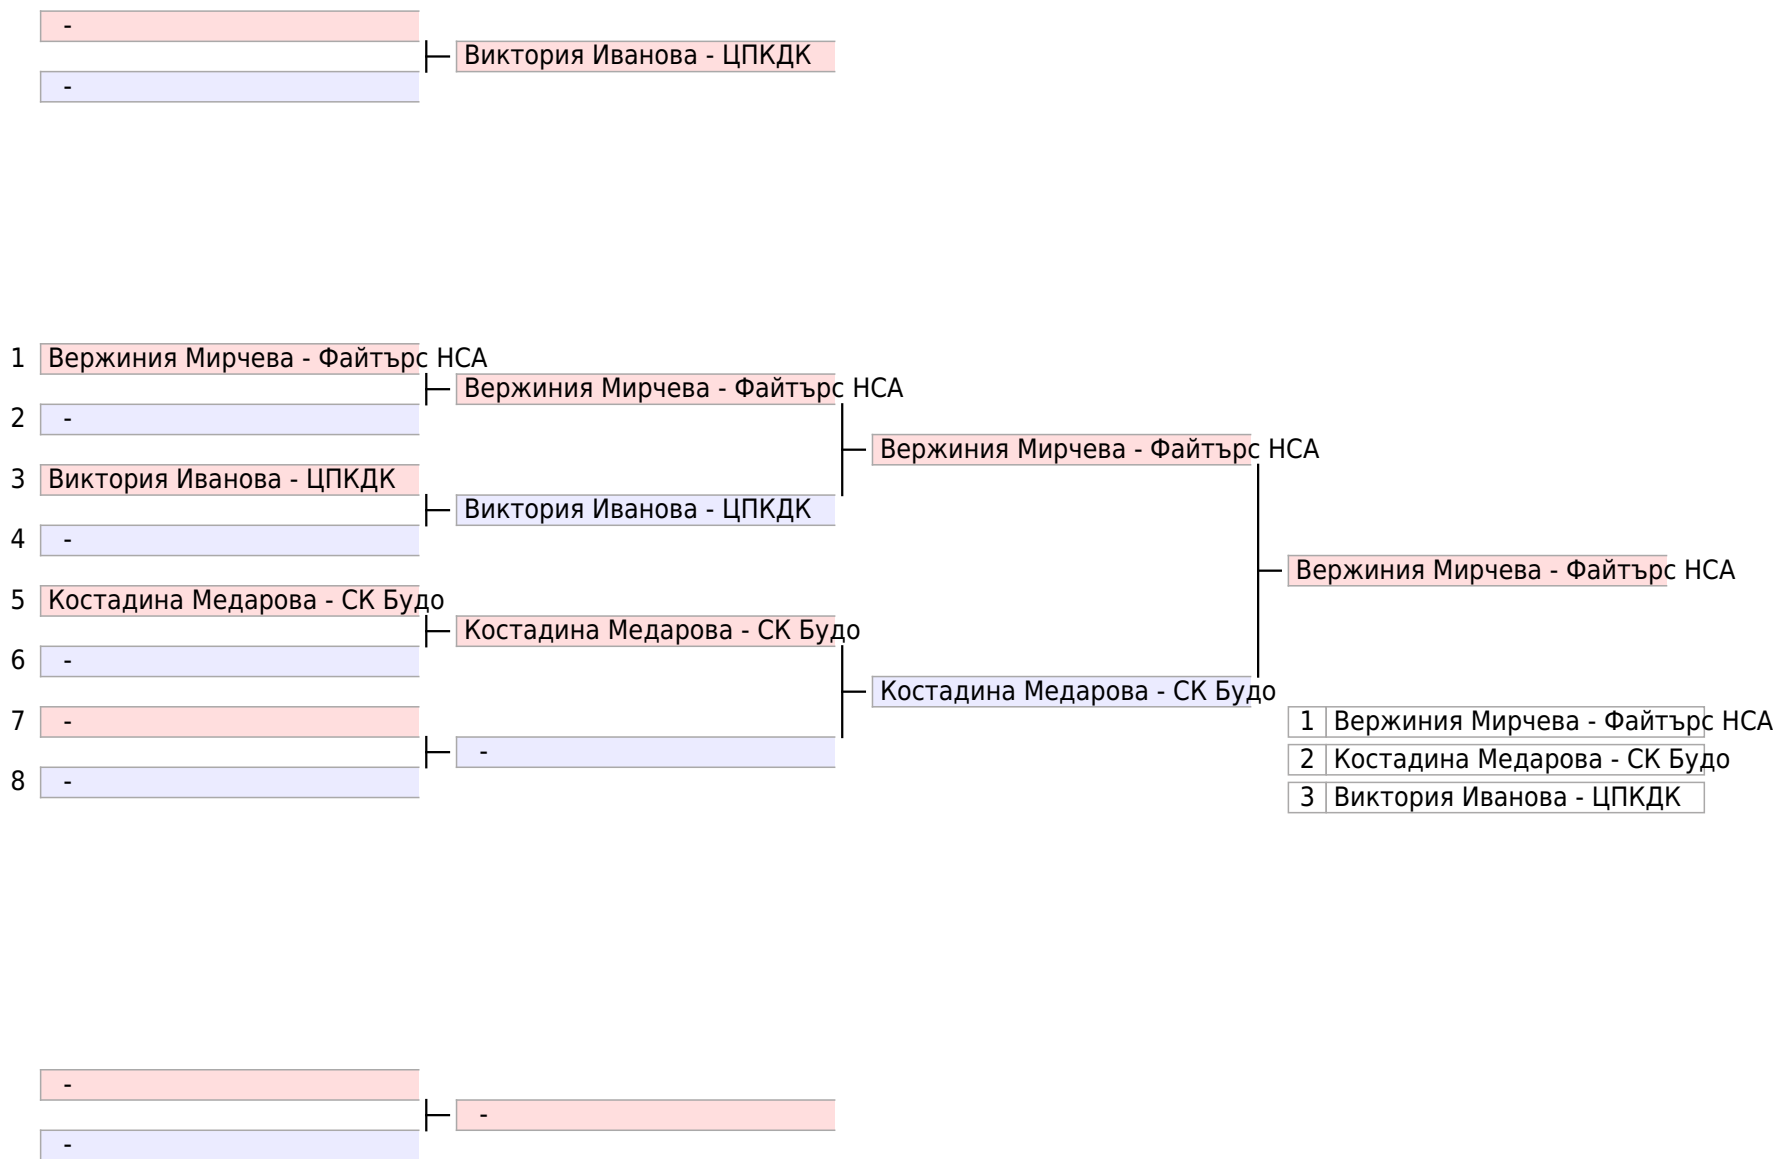 -
Виктория Иванова - ЦПКДК
-
1 Вержиния Мирчева - Файтърс НСА
Вержиния Мирчева - Файтърс НСА
2 -
Вержиния Мирчева - Файтърс НСА
3 Виктория Иванова - ЦПКДК
Виктория Иванова - ЦПКДК
4 -
Вержиния Мирчева - Файтърс НСА
5 Костадина Медарова - СК Будо
Костадина Медарова - СК Будо
6 -
Костадина Медарова - СК Будо
7 -
1 Вержиния Мирчева - Файтърс НСА
-
2 Костадина Медарова - СК Будо
8 -
3 Виктория Иванова - ЦПКДК
-
-
-